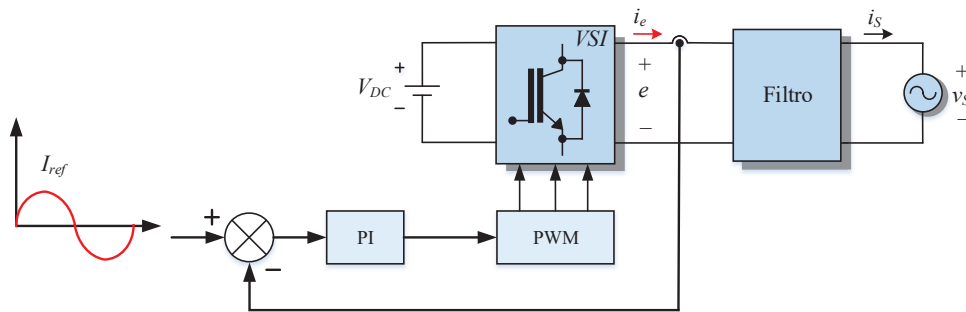 i_e
i_S
VSI
+
+
V_DC
−
e
−
Filtro
+
v_S
−
I_ref
+
−
PI
PWM